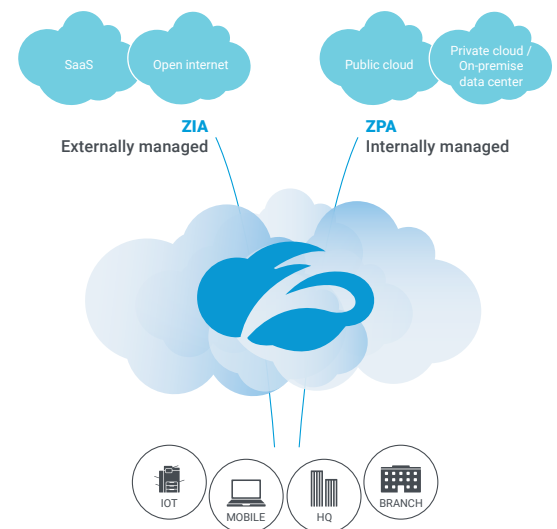 SaaS
Open internet
Public cloud
Private cloud /
On-premise
data center
ZIA
Externally managed
ZPA
Internally managed
IOT
MOBILE
HQ
BRANCH